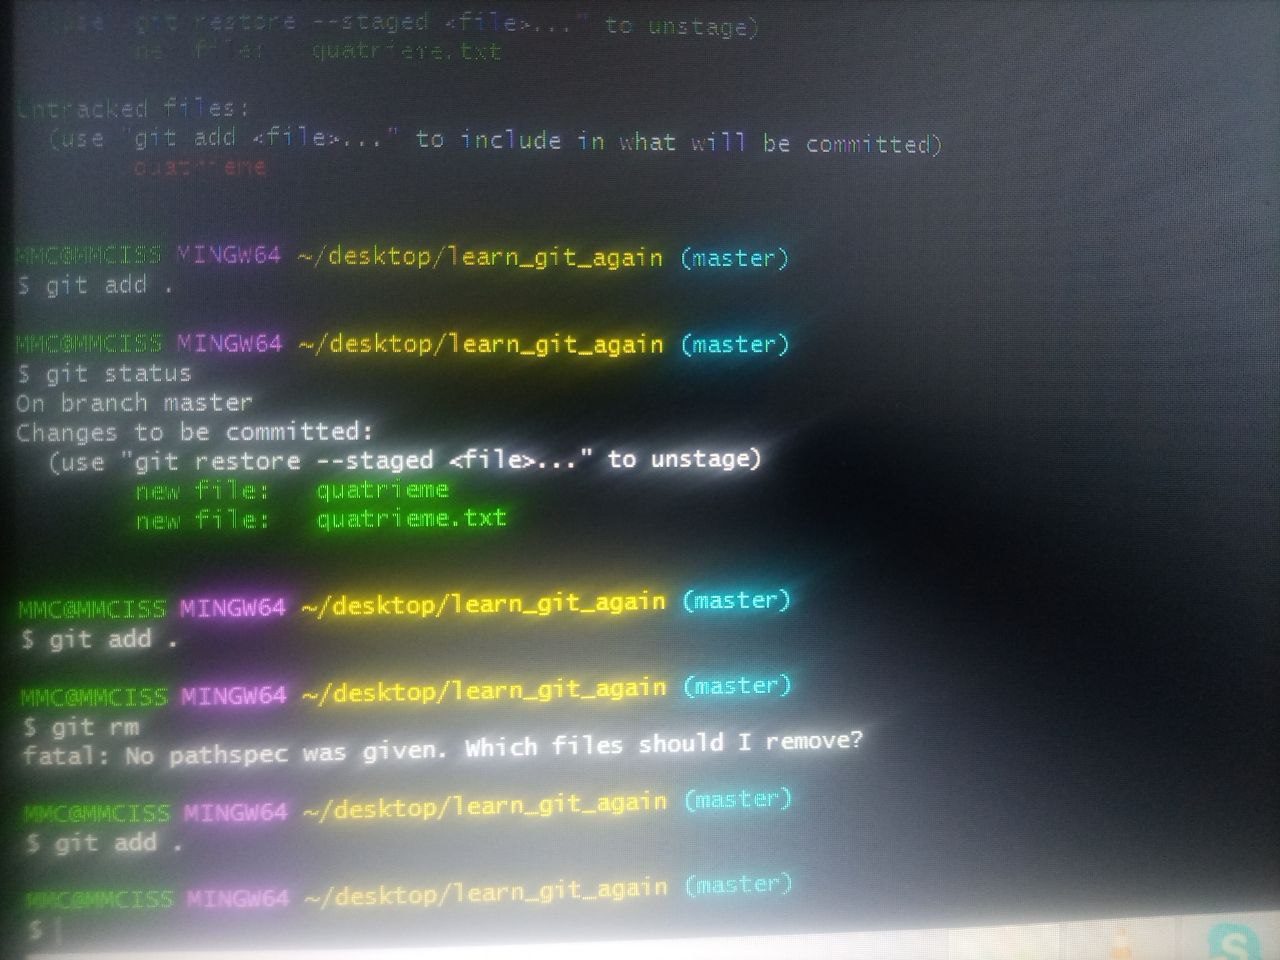 git restore --staged <file>..." to unstage)
new file:   quatrieme.txt
Untracked files:
(use "git add <file>..." to include in what will be committed)
quatrieme
MMC@MMCISS MINGW64 ~/desktop/learn_git_again (master)
$ git add .
MMC@MMCISS MINGW64 ~/desktop/learn_git_again (master)
$ git status
On branch master
Changes to be committed:
(use "git restore --staged <file>..." to unstage)
new file:   quatrieme
new file:   quatrieme.txt
MMC@MMCISS MINGW64 ~/desktop/learn_git_again (master)
$ git add .
MMC@MMCISS MINGW64 ~/desktop/learn_git_again (master)
$ git rm
fatal: No pathspec was given. Which files should I remove?
MMC@MMCISS MINGW64 ~/desktop/learn_git_again (master)
$ git add .
MMC@MMCISS MINGW64 ~/desktop/learn_git_again (master)
$